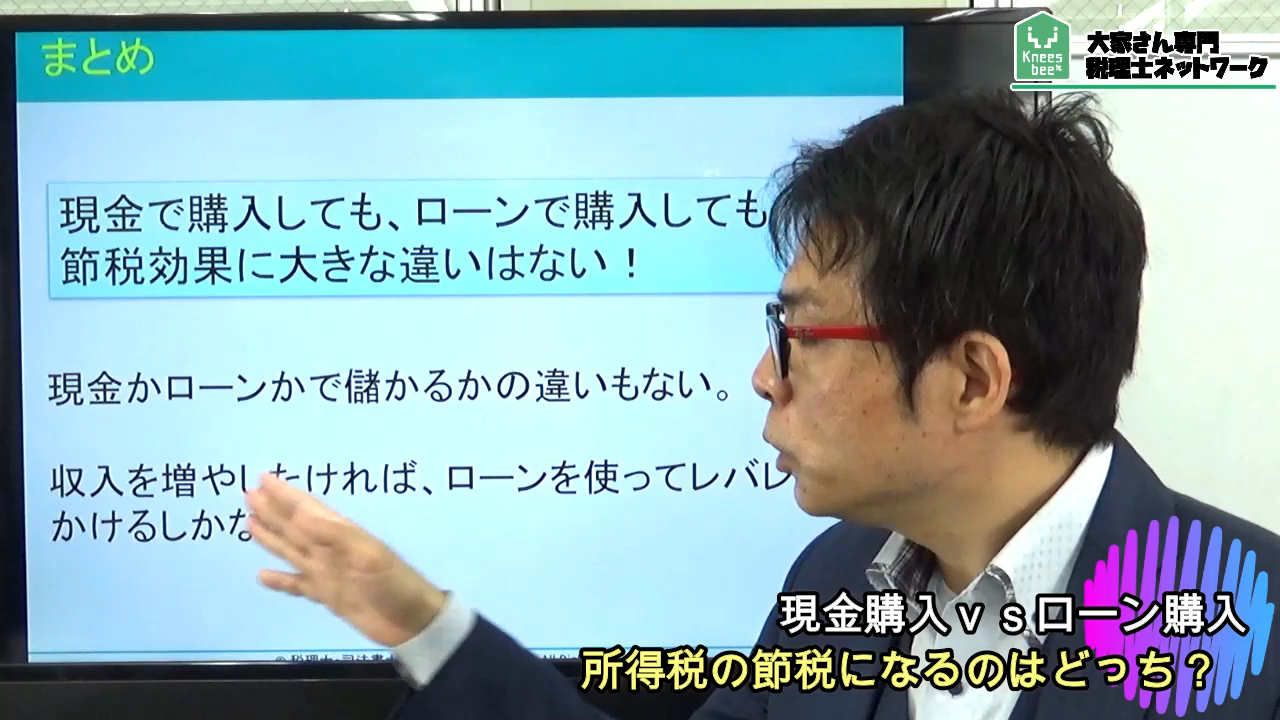 まとめ
Knees
bee
大家さん専門
税理士ネットワーク
現金で購入しても、ローンで購入しても
節税効果に大きな違いはない！
現金かローンかで儲かるかの違いもない。
収入を増やしたければ、ローンを使ってレバレ
かけるしかな
現金購入ｖｓローン購入
所得税の節税になるのはどっち？